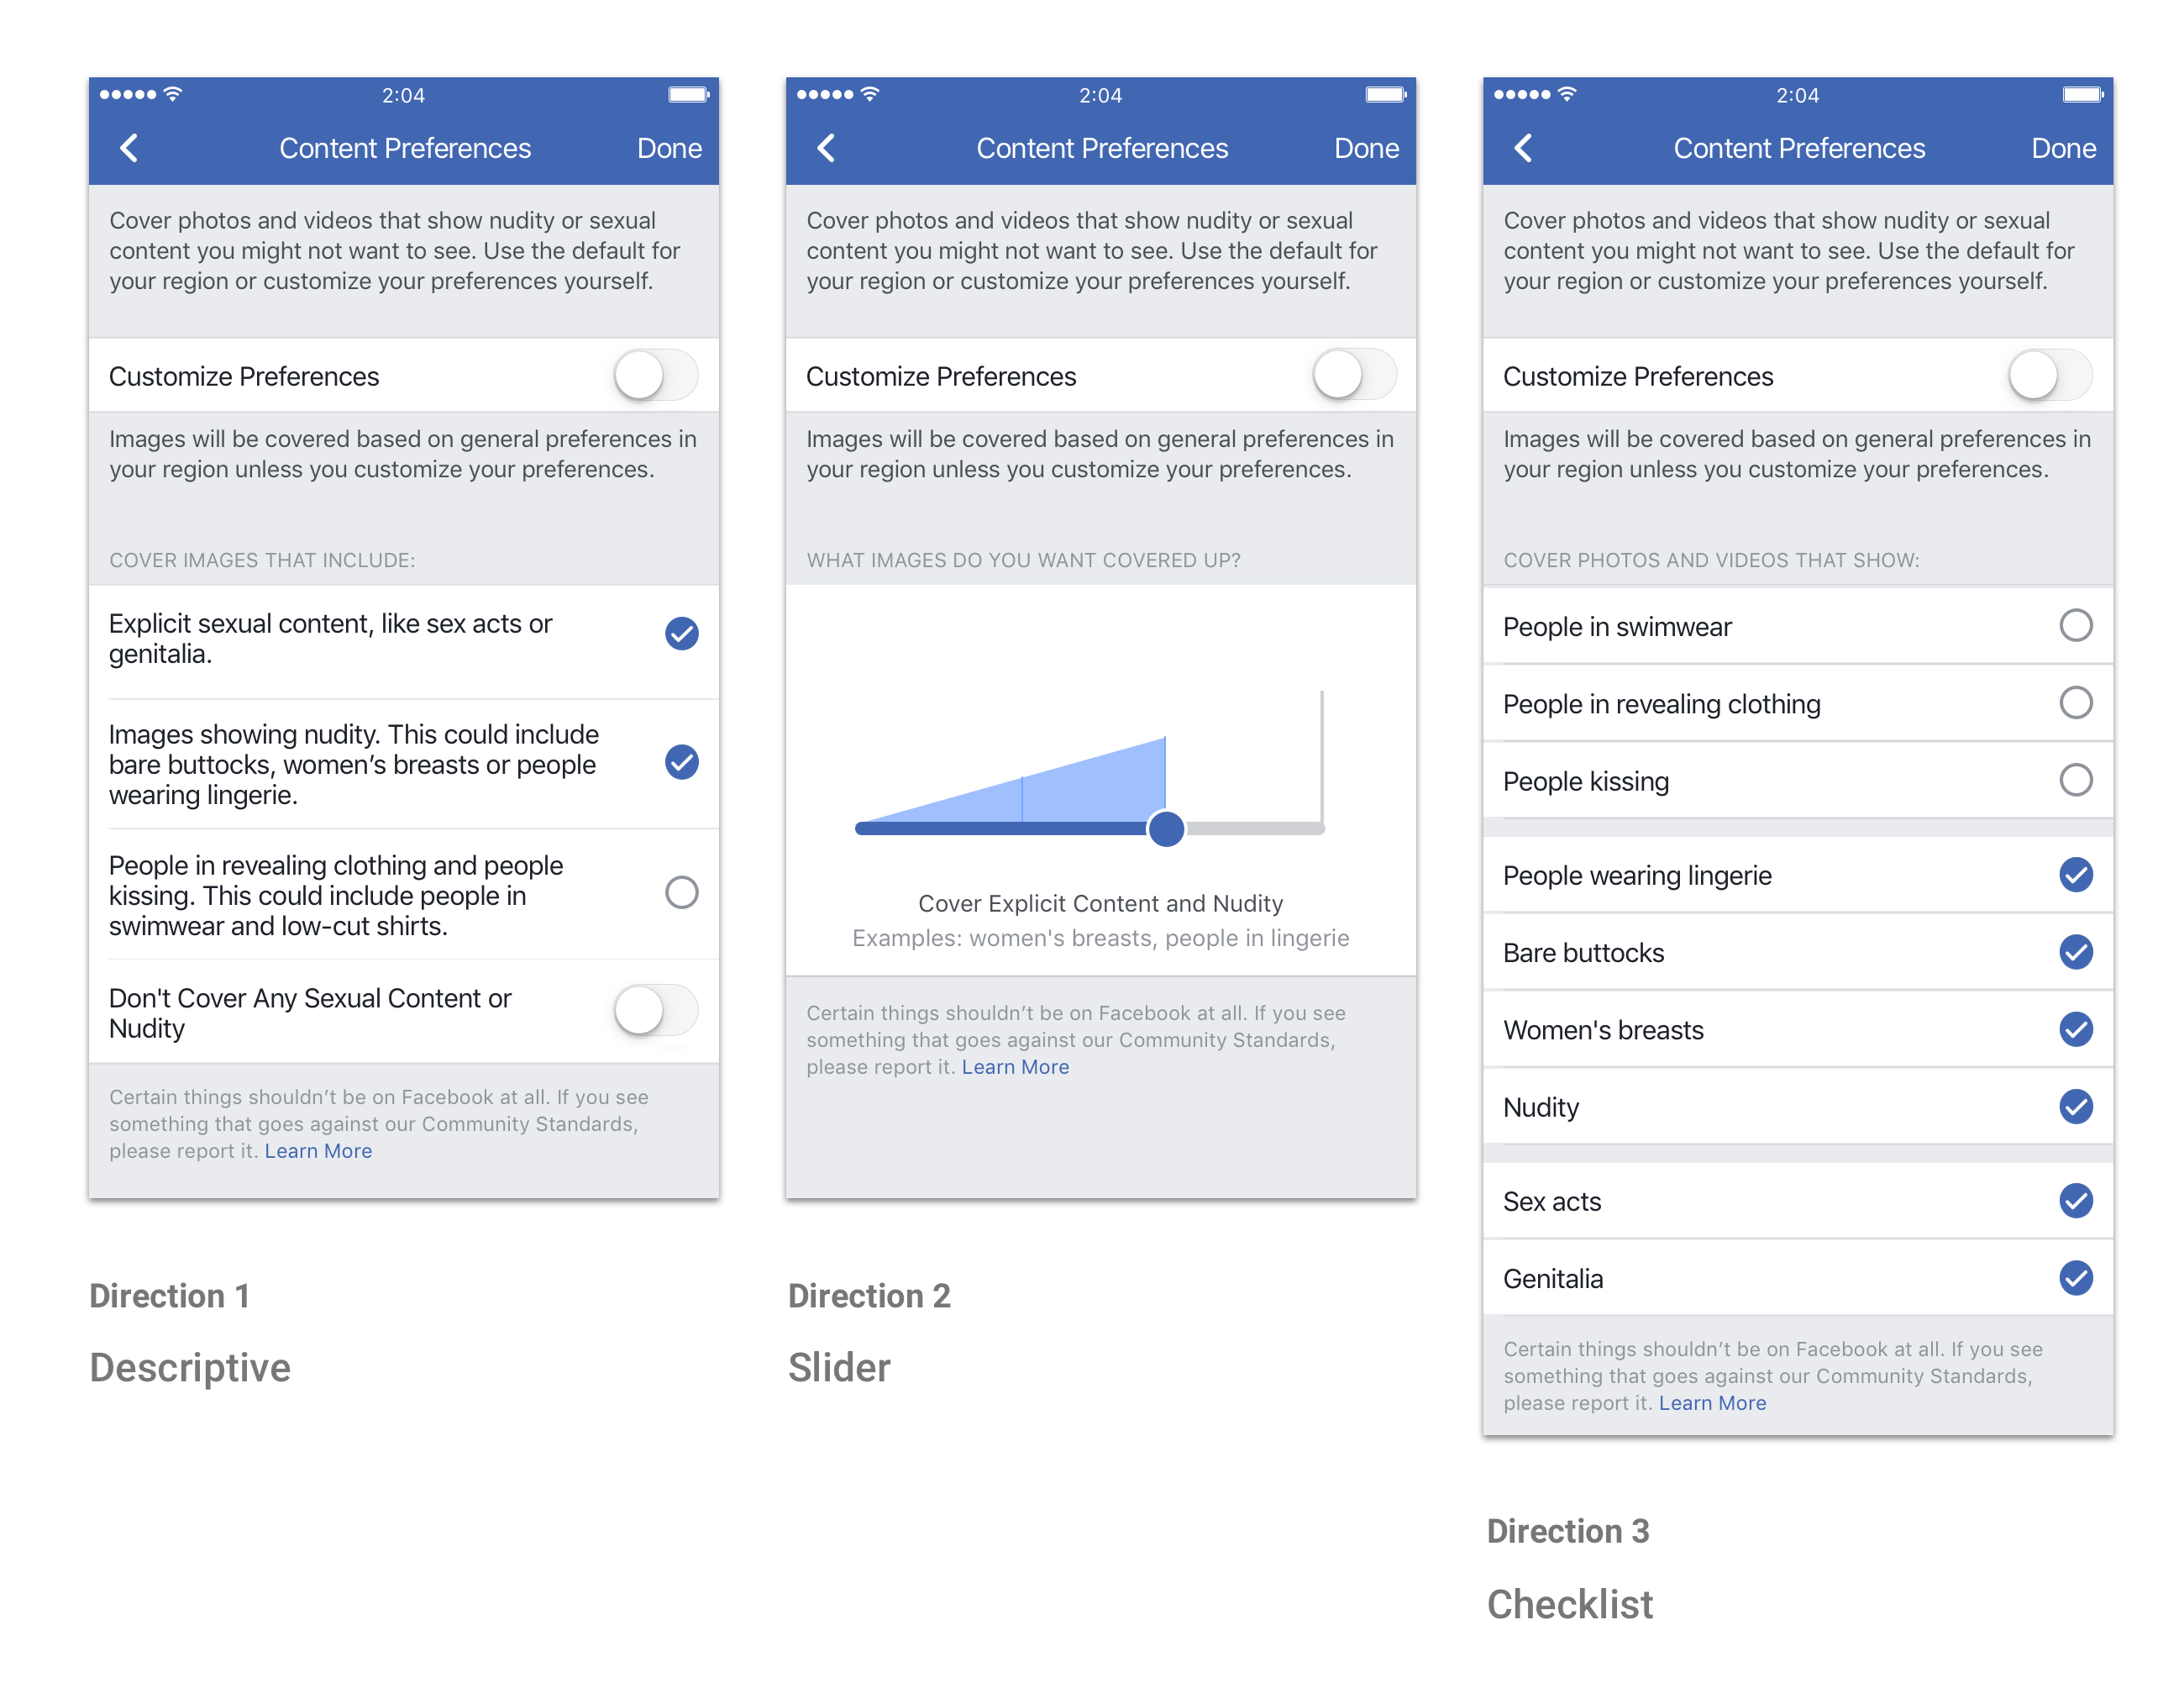 2:04
Content Preferences
Done
Cover photos and videos that show nudity or sexual
content you might not want to see. Use the default for
your region or customize your preferences yourself.
Customize Preferences
Images will be covered based on general preferences in
your region unless you customize your preferences.
COVER IMAGES THAT INCLUDE:
Explicit sexual content, like sex acts or
genitalia.
Images showing nudity. This could include
bare buttocks, women’s breasts or people
wearing lingerie.
People in revealing clothing and people
kissing. This could include people in
swimwear and low-cut shirts.
Don't Cover Any Sexual Content or
Nudity
Certain things shouldn’t be on Facebook at all. If you see
something that goes against our Community Standards,
please report it. Learn More
Direction 1
Descriptive
2:04
Content Preferences
Done
Cover photos and videos that show nudity or sexual
content you might not want to see. Use the default for
your region or customize your preferences yourself.
Customize Preferences
Images will be covered based on general preferences in
your region unless you customize your preferences.
WHAT IMAGES DO YOU WANT COVERED UP?
Cover Explicit Content and Nudity
Examples: women's breasts, people in lingerie
Certain things shouldn’t be on Facebook at all. If you see
something that goes against our Community Standards,
please report it. Learn More
Direction 2
Slider
2:04
Content Preferences
Done
Cover photos and videos that show nudity or sexual
content you might not want to see. Use the default for
your region or customize your preferences yourself.
Customize Preferences
Images will be covered based on general preferences in
your region unless you customize your preferences.
COVER PHOTOS AND VIDEOS THAT SHOW:
People in swimwear
People in revealing clothing
People kissing
People wearing lingerie
Bare buttocks
Women's breasts
Nudity
Sex acts
Genitalia
Certain things shouldn’t be on Facebook at all. If you see
something that goes against our Community Standards,
please report it. Learn More
Direction 3
Checklist